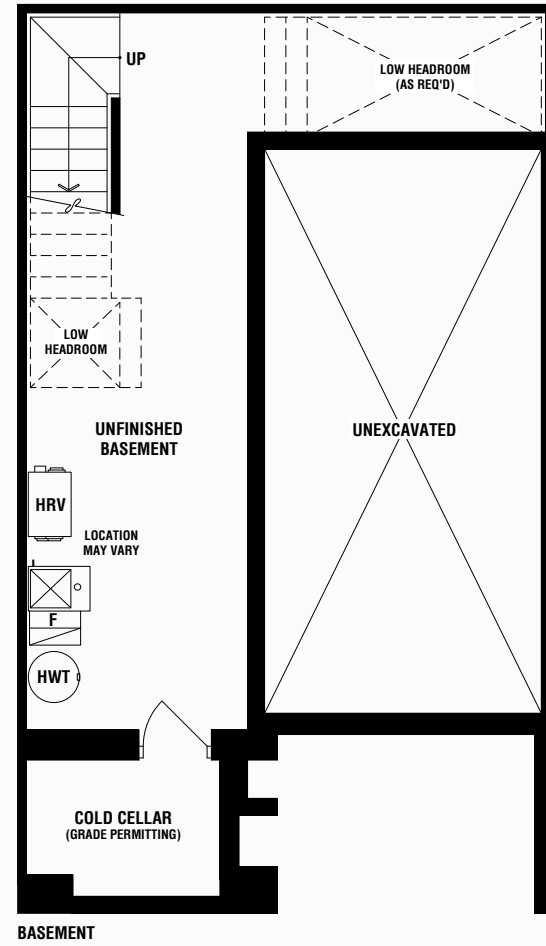 UP
LOW HEADROOM
(AS REQ'D)
LOW
HEADROOM
UNFINISHED
BASEMENT
UNEXCAVATED
HRV
LOCATION
MAY VARY
F
HWT
COLD CELLAR
(GRADE PERMITTING)
BASEMENT